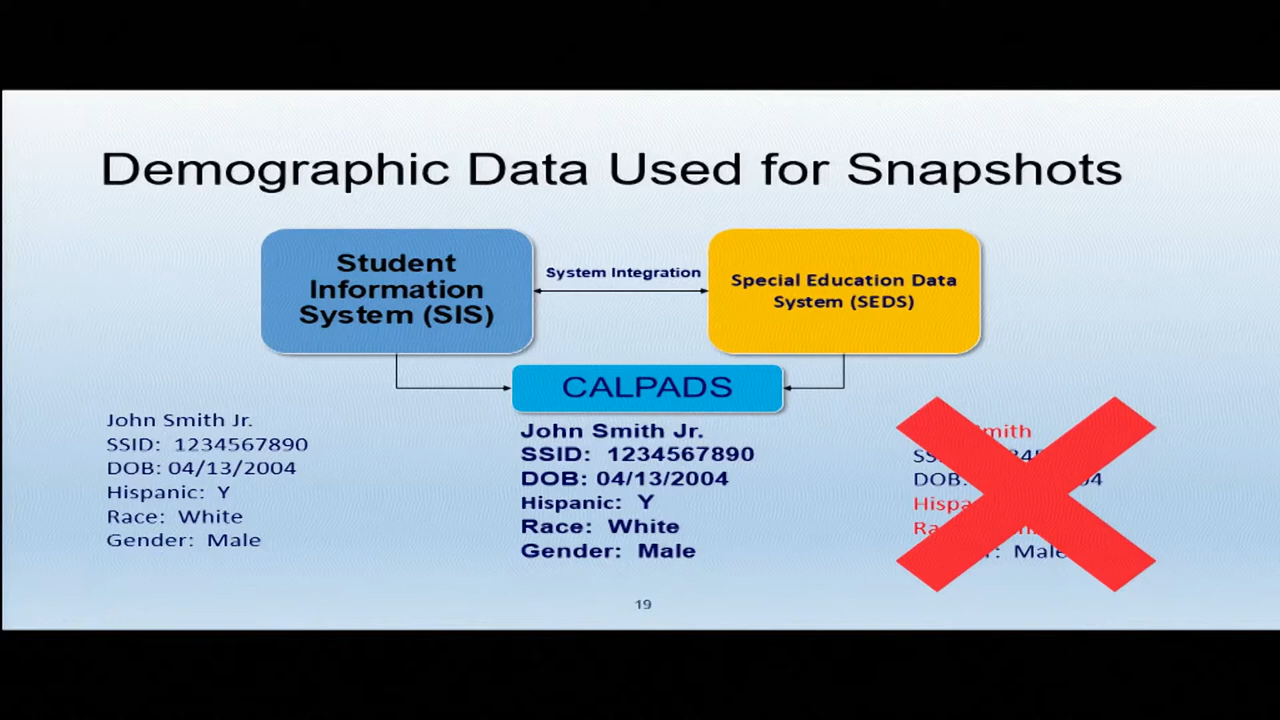 Demographic Data Used for Snapshots
Student
Information
System (SIS)
System Integration
Special Education Data
System (SEDS)
CALPADS
John Smith Jr.
SSID: 1234567890
DOB: 04/13/2004
Hispanic: Y
Race: White
Gender: Male
John Smith Jr.
SSID: 1234567890
DOB: 04/13/2004
Hispanic: Y
Race: White
Gender: Male
DOB:
Male
19